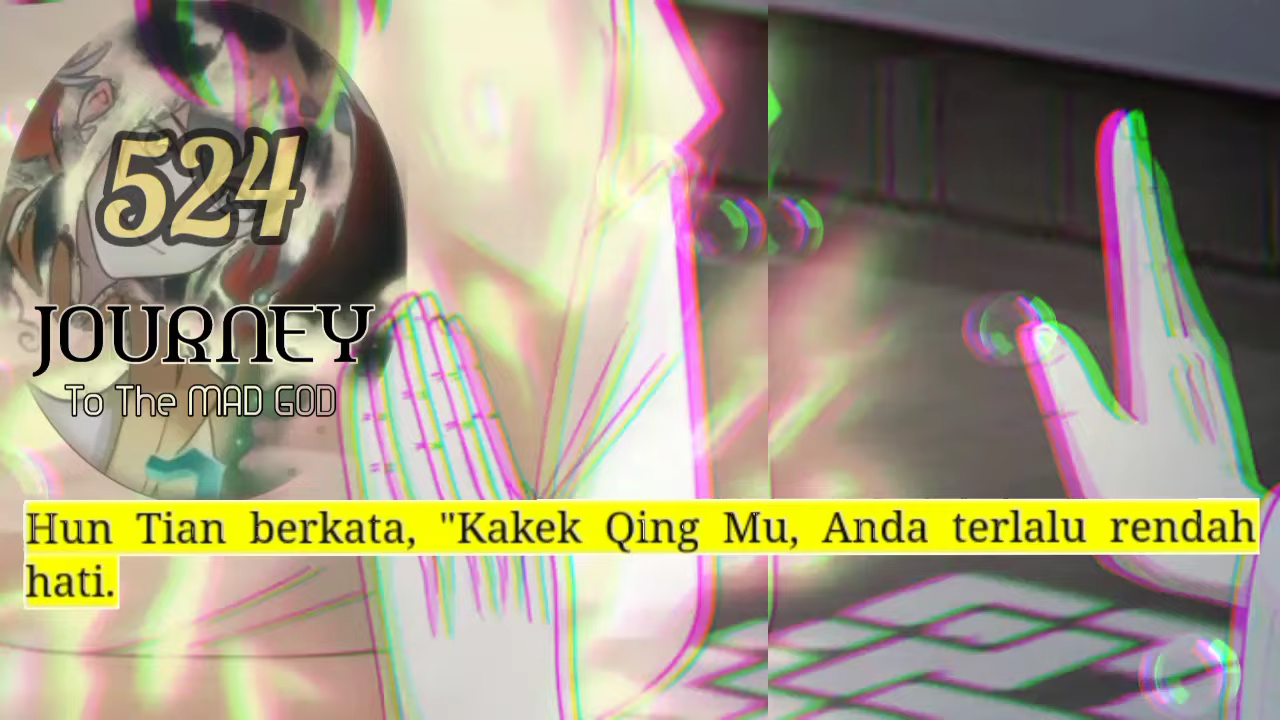 524
JOURNEY
To The MAD GOD
Hun Tian berkata, "Kakek Qing Mu, Anda terlalu rendah
hati.